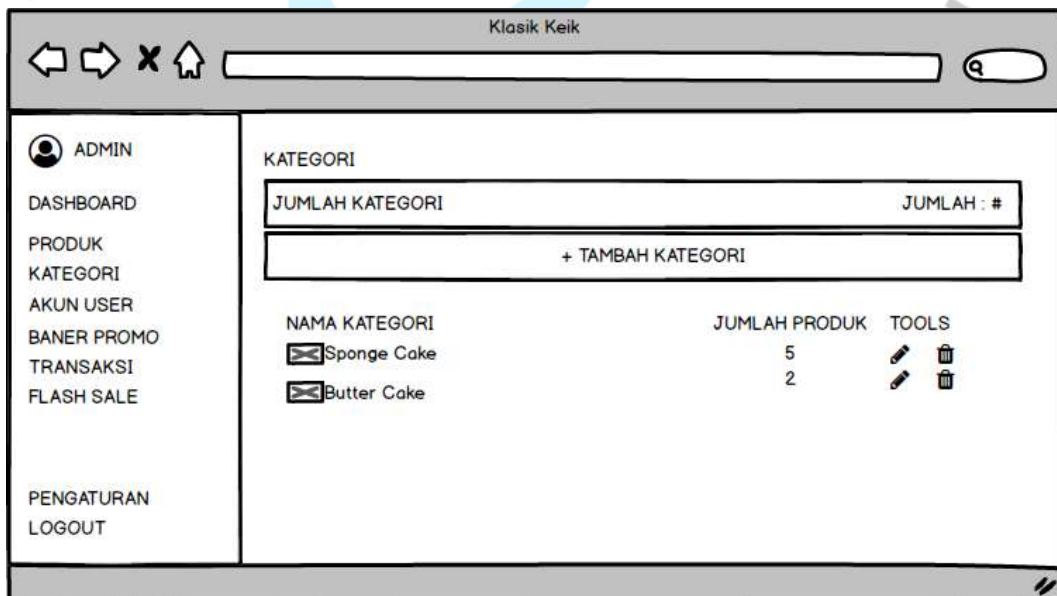 Klasik Keik
ADMIN
DASHBOARD
PRODUK
KATEGORI
AKUN USER
BANER PROMO
TRANSAKSI
FLASH SALE
PENGATURAN
LOGOUT
KATEGORI
JUMLAH KATEGORI JUMLAH : #
+ TAMBAH KATEGORI
NAMA KATEGORI JUMLAH PRODUK TOOLS
Sponge Cake 5
Butter Cake 2